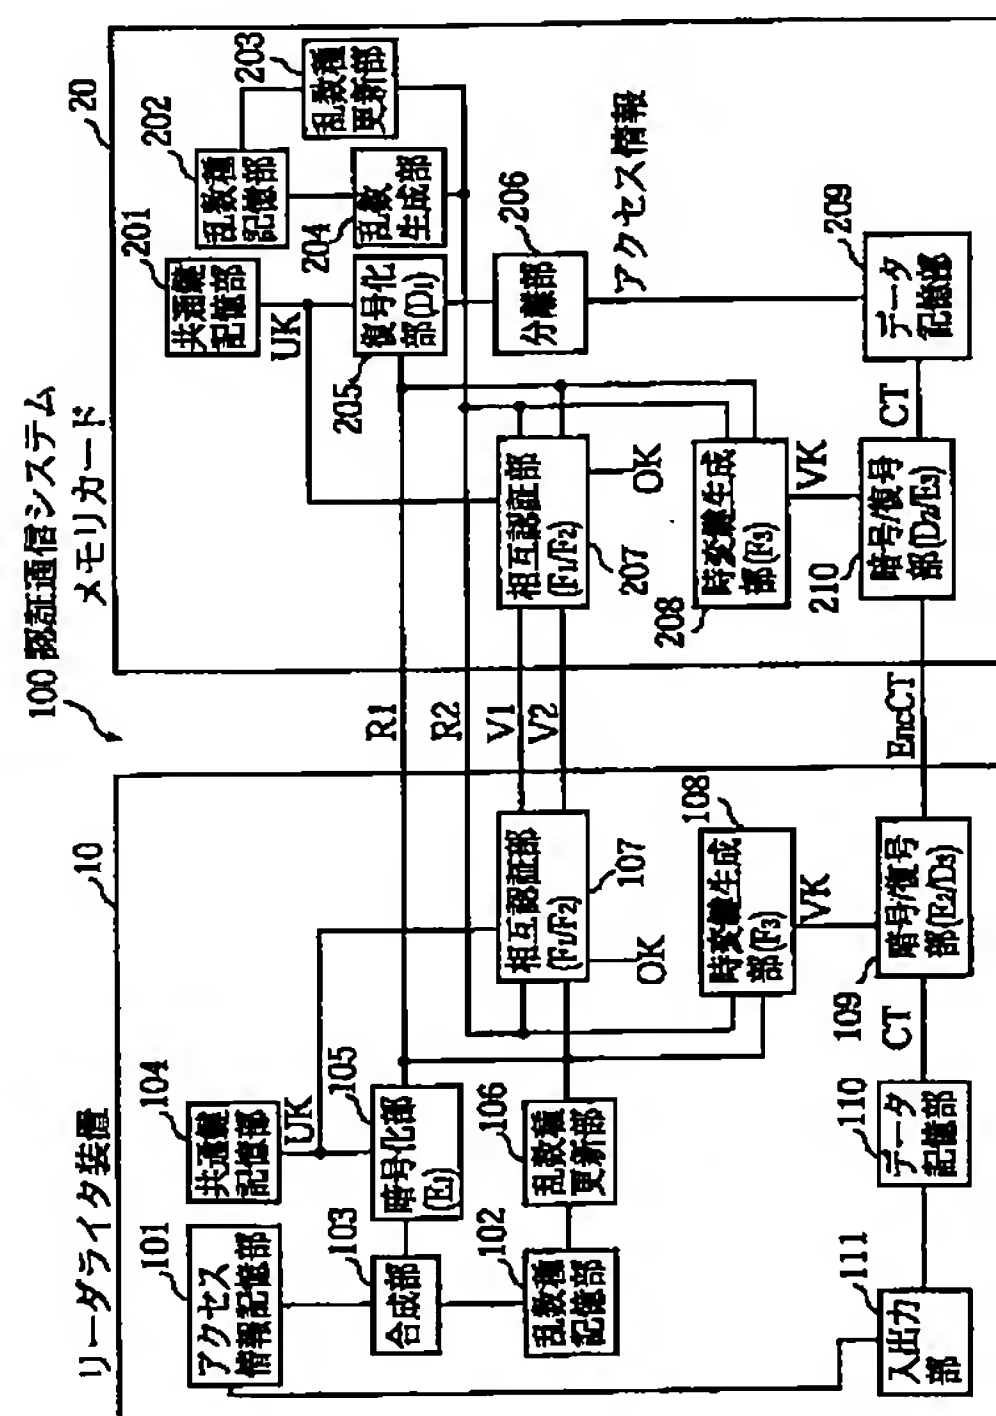 100 認証通信システム
リーダライタ装置
10
101
アクセス
情報記憶部
104
共通鍵
記憶部
UK
103
合成部
105
暗号化部
(E1)
102
乱数種
記憶部
106
乱数種
更新部
相互認証部
(F1/F2)
107
OK
108
時変鍵生成
部(F3)
VK
111
入出力
部
110
データ
記憶部
CT
109
暗号/復号
部(E2/D3)
R1
R2
V1
V2
EncCT
メモリカード
20
201
共通鍵
記憶部
UK
202
乱数種
記憶部
203
乱数種
更新部
204
乱数
生成部
205
復号化
部(D1)
206
分離部
アクセス情報
相互認証部
(F1/F2)
207
OK
時変鍵生成
部(F3)
208
VK
210
暗号/復号
部(D2/E3)
CT
209
データ
記憶部